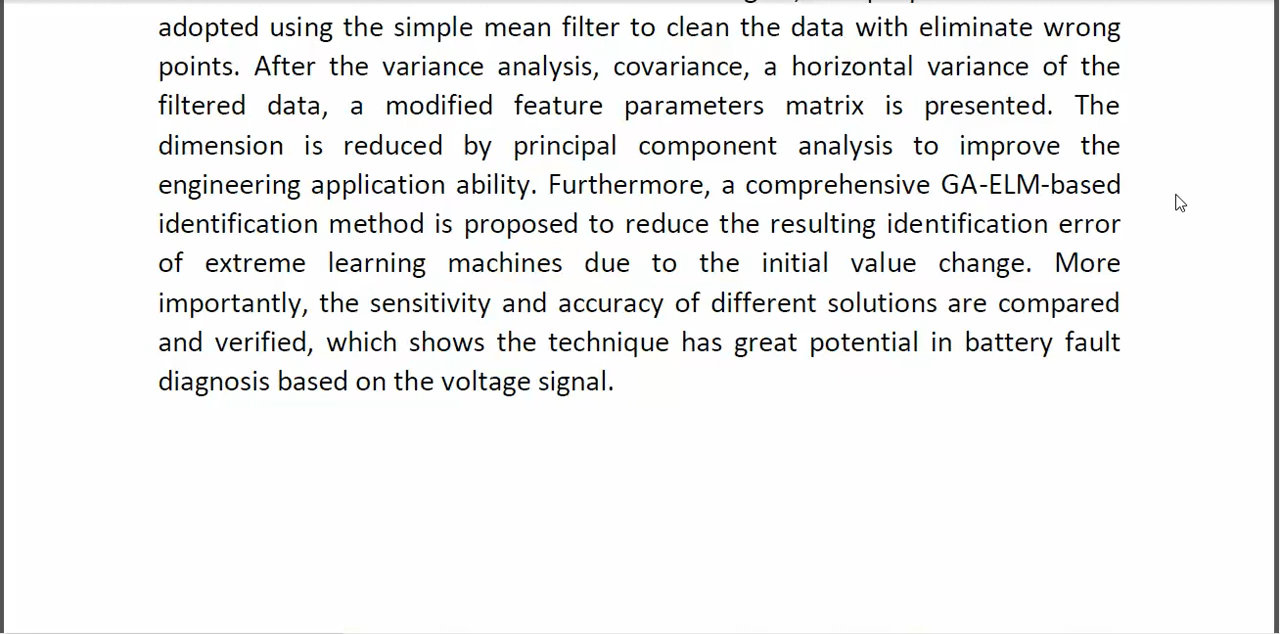 adopted using the simple mean filter to clean the data with eliminate wrong
points. After the variance analysis, covariance, a horizontal variance of the
filtered data, a modified feature parameters matrix is presented. The
dimension is reduced by principal component analysis to improve the
engineering application ability. Furthermore, a comprehensive GA-ELM-based
identification method is proposed to reduce the resulting identification error
of extreme learning machines due to the initial value change. More
importantly, the sensitivity and accuracy of different solutions are compared
and verified, which shows the technique has great potential in battery fault
diagnosis based on the voltage signal.